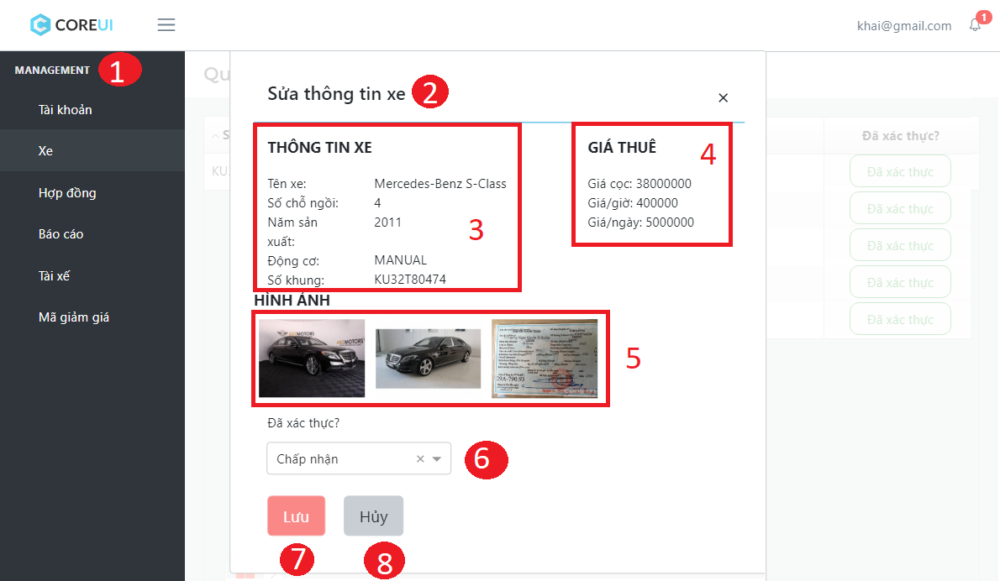 COREUI
khai@gmail.com
1
MANAGEMENT
1
Tài khoản
Xe
Hợp đồng
Báo cáo
Tài xế
Mã giảm giá
Qu
Sửa thông tin xe
2
×
THÔNG TIN XE
Tên xe: Mercedes-Benz S-Class
Số chỗ ngồi: 4
Năm sản 2011
xuất:
Động cơ: MANUAL
Số khung: KU32T80474
3
GIÁ THUÊ
4
Giá cọc: 38000000
Giá/giờ: 400000
Giá/ngày: 5000000
HÌNH ẢNH
MOTORS
29A-790.93
5
Đã xác thực?
Chấp nhận
6
Lưu
Hủy
7
8
S
KU
Đã xác thực?
Đã xác thực
Đã xác thực
Đã xác thực
Đã xác thực
Đã xác thực